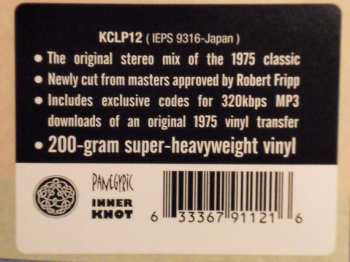 KCLP12 ( IEPS 9316-Japan )
• The original stereo mix of the 1975 classic
• Newly cut from masters approved by Robert Fripp
• Includes exclusive codes for 320kbps MP3
downloads of an original 1975 vinyl transfer
• 200-gram super-heavyweight vinyl
PANEGYRIC
INNER
KNOT
6 33367 91121 6